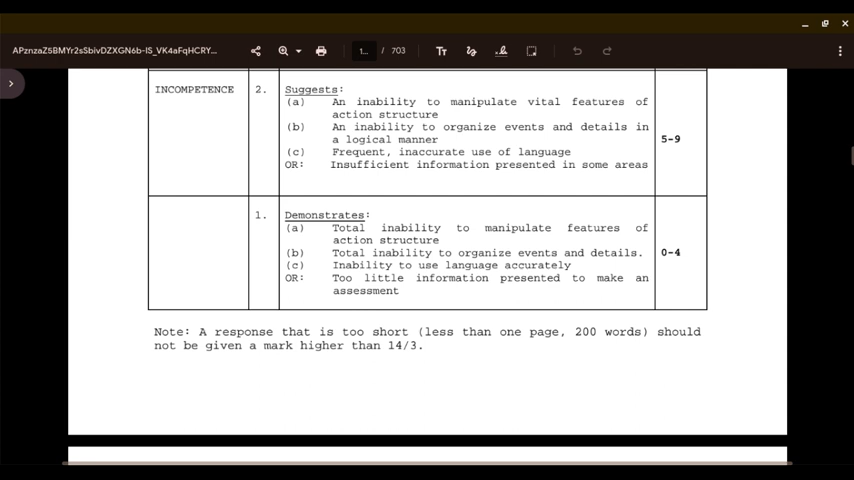 APznzaZ5BMYr2sSbivDZXGN6b-IS_VK4aFqHCRY...
1...
/ 703
INCOMPETENCE 2. Suggests:
(a) An inability to manipulate vital features of
action structure
(b) An inability to organize events and details in
a logical manner
(c) Frequent, inaccurate use of language
OR: Insufficient information presented in some areas
5-9
1. Demonstrates:
(a) Total inability to manipulate features of
action structure
(b) Total inability to organize events and details.
(c) Inability to use language accurately
OR: Too little information presented to make an
assessment
0-4
Note: A response that is too short (less than one page, 200 words) should
not be given a mark higher than 14/3.